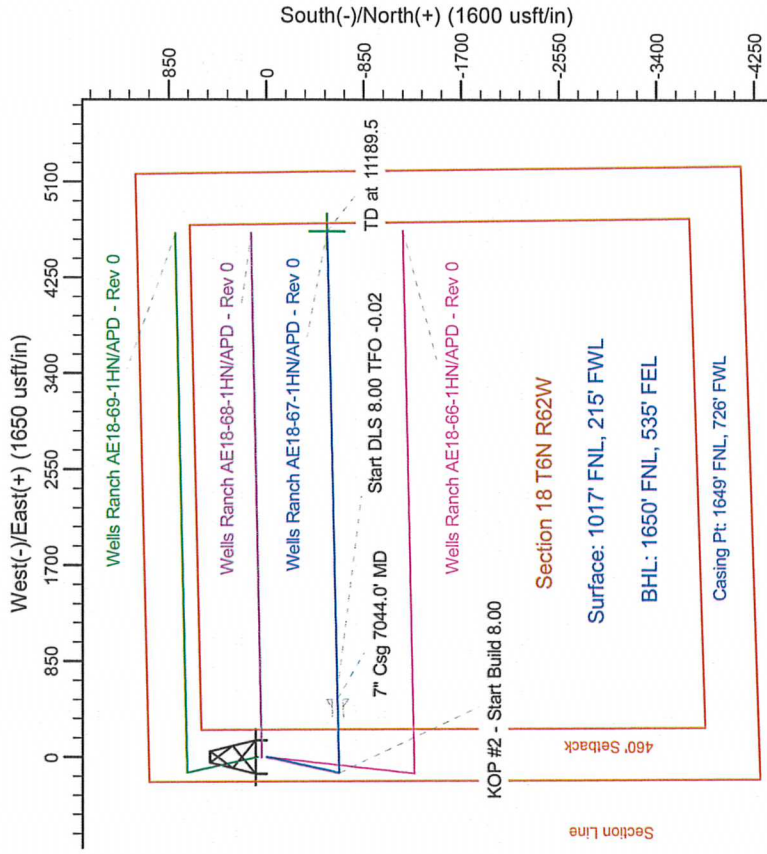 South(-)/North(+) (1600 usft/in)
850
0
-850
-1700
-2550
-3400
-4250
West(-)/East(+) (1650 usft/in)
5100
4250
3400
2550
1700
850
0
Wells Ranch AE18-69-1HN/APD - Rev 0
Wells Ranch AE18-68-1HN/APD - Rev 0
Wells Ranch AE18-67-1HN/APD - Rev 0
TD at 11189.5
Start DLS 8.00 TFO -0.02
7" Csg 7044.0' MD
Wells Ranch AE18-66-1HN/APD - Rev 0
KOP #2 - Start Build 8.00
Section 18 T6N R62W
Surface: 1017' FNL, 215' FWL
BHL: 1650' FNL, 535' FEL
Casing Pt: 1649' FNL, 726' FWL
460' Setback
Section Line